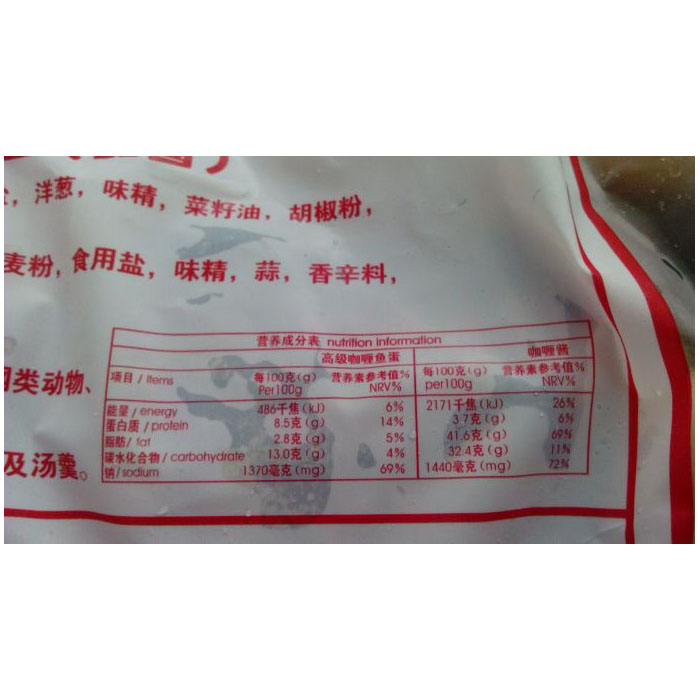 洋葱，味精，菜籽油，胡椒粉，
麦粉，食用盐，味精，蒜，香辛料，
类动物、
及汤羹。
营养成分表 nutrition information
高级咖喱鱼蛋 咖喱酱
项目 / Items 每100克(g) Per100g 营养素参考值% NRV% 每100克(g) per100g 营养素参考值% NRV%
能量 / energy 486千焦(kJ) 6% 2171千焦(kJ) 26%
蛋白质 / protein 8.5克(g) 14% 3.7克(g) 6%
脂肪 / fat 2.8克(g) 5% 41.6克(g) 69%
碳水化合物 / carbohydrate 13.0克(g) 4% 32.4克(g) 11%
钠 / sodium 1370毫克(mg) 69% 1440毫克(mg) 72%